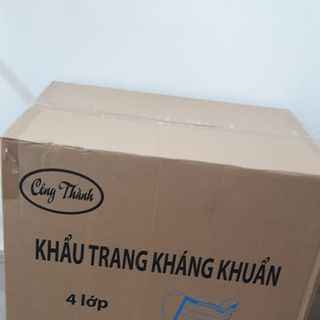 Công Thành
KHẨU TRANG KHÁNG KHUẨN
4 lớp